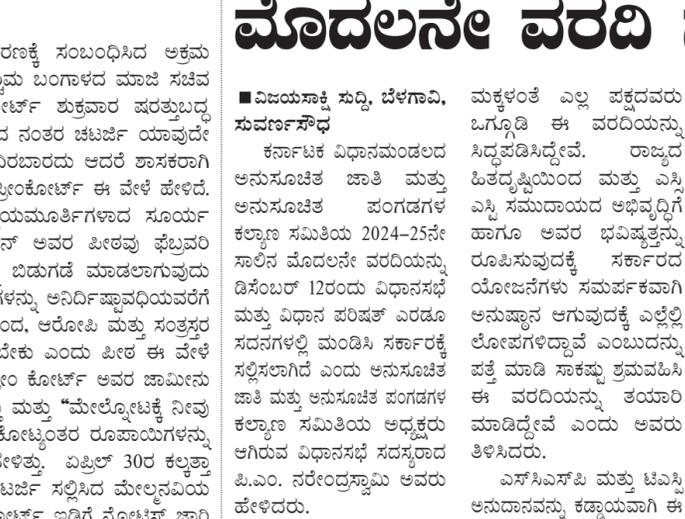 ರಣಕ್ಕೆ ಸಂಬಂಧಿಸಿದ ಅಕ್ರಮ
ಬಂಗಾಳದ ಮಾಜಿ ಸಚಿವ
ಶುಕ್ರವಾರ ಷರತ್ತುಬದ್ಧ
ನಂತರ ಚಟರ್ಜಿ ಯಾವುದೇ
ಿರಬಾರದು ಆದರೆ ಶಾಸಕರಾಗಿ
ಪ್ರೀಂಕೋರ್ಟ್ ಈ ವೇಳೆ ಹೇಳಿದೆ.
ಯಮೂರ್ತಿಗಳಾದ ಸೂರ್ಯ
ನ್ ಅವರ ಪೀಠವು ಫೆಬ್ರವರಿ
ಬಿಡುಗಡೆ ಮಾಡಲಾಗುವುದು
ಗಳನ್ನು ಅನಿರ್ದಿಷ್ಟಾವಧಿಯವರೆಗೆ
ಂದ, ಆರೋಪಿ ಮತ್ತು ಸಂತ್ರಸ್ತರ
ಬೇಕು ಎಂದು ಪೀಠ ಈ ವೇಳೆ
ೀಂ ಕೋರ್ಟ್ ಅವರ ಜಾಮೀನು
ಮತ್ತು “ಮೇಲ್ನೋಟಕ್ಕೆ ನೀವು
ಕೋಟ್ಯಂತರ ರೂಪಾಯಿಗಳನ್ನು
ೇಳಿತ್ತು. ಏಪ್ರಿಲ್ 30ರ ಕಲ್ಕತ್ತಾ
ಟರ್ಜಿ ಸಲ್ಲಿಸಿದ ಮೇಲ್ಮನವಿಯ
ೋರ್ಟ್ ಇಡಿಗೆ ನೋಟಿಸ್ ಜಾರಿ
ಮೊದಲನೇ ವರದಿ
■ ವಿಜಯಸಾಕ್ಷಿ ಸುದ್ದಿ, ಬೆಳಗಾವಿ,
ಸುವರ್ಣಸೌಧ
ಕರ್ನಾಟಕ ವಿಧಾನಮಂಡಲದ
ಅನುಸೂಚಿತ ಜಾತಿ ಮತ್ತು
ಅನುಸೂಚಿತ ಪಂಗಡಗಳ
ಕಲ್ಯಾಣ ಸಮಿತಿಯ 2024-25ನೇ
ಸಾಲಿನ ಮೊದಲನೇ ವರದಿಯನ್ನು
ಡಿಸೆಂಬರ್ 12ರಂದು ವಿಧಾನಸಭೆ
ಮತ್ತು ವಿಧಾನ ಪರಿಷತ್ ಎರಡೂ
ಸದನಗಳಲ್ಲಿ ಮಂಡಿಸಿ ಸರ್ಕಾರಕ್ಕೆ
ಸಲ್ಲಿಸಲಾಗಿದೆ ಎಂದು ಅನುಸೂಚಿತ
ಜಾತಿ ಮತ್ತು ಅನುಸೂಚಿತ ಪಂಗಡಗಳ
ಕಲ್ಯಾಣ ಸಮಿತಿಯ ಅಧ್ಯಕ್ಷರು
ಆಗಿರುವ ವಿಧಾನಸಭೆ ಸದಸ್ಯರಾದ
ಪಿ.ಎಂ. ನರೇಂದ್ರಸ್ವಾಮಿ ಅವರು
ಹೇಳಿದರು.
ಮಕ್ಕಳಂತೆ ಎಲ್ಲ ಪಕ್ಷದವರು
ಒಗ್ಗೂಡಿ ಈ ವರದಿಯನ್ನು
ಸಿದ್ಧಪಡಿಸಿದ್ದೇವೆ. ರಾಜ್ಯದ
ಹಿತದೃಷ್ಟಿಯಿಂದ ಮತ್ತು ಎಸ್ಸಿ
ಎಸ್ಟಿ ಸಮುದಾಯದ ಅಭಿವೃದ್ಧಿಗೆ
ಹಾಗೂ ಅವರ ಭವಿಷ್ಯತ್ತನ್ನು
ರೂಪಿಸುವುದಕ್ಕೆ ಸರ್ಕಾರದ
ಯೋಜನೆಗಳು ಸಮರ್ಪಕವಾಗಿ
ಅನುಷ್ಠಾನ ಆಗುವುದಕ್ಕೆ ಎಲ್ಲೆಲ್ಲಿ
ಲೋಪಗಳಿದ್ದಾವೆ ಎಂಬುದನ್ನು
ಪತ್ತೆ ಮಾಡಿ ಸಾಕಷ್ಟು ಶ್ರಮವಹಿಸಿ
ಈ ವರದಿಯನ್ನು ತಯಾರಿ
ಮಾಡಿದ್ದೇವೆ ಎಂದು ಅವರು
ತಿಳಿಸಿದರು.
ಎಸ್‌ಸಿಎಸ್‌ಪಿ ಮತ್ತು ಟಿಎಸ್ಪಿ
ಅನುದಾನವನ್ನು ಕಡ್ಡಾಯವಾಗಿ ಈ